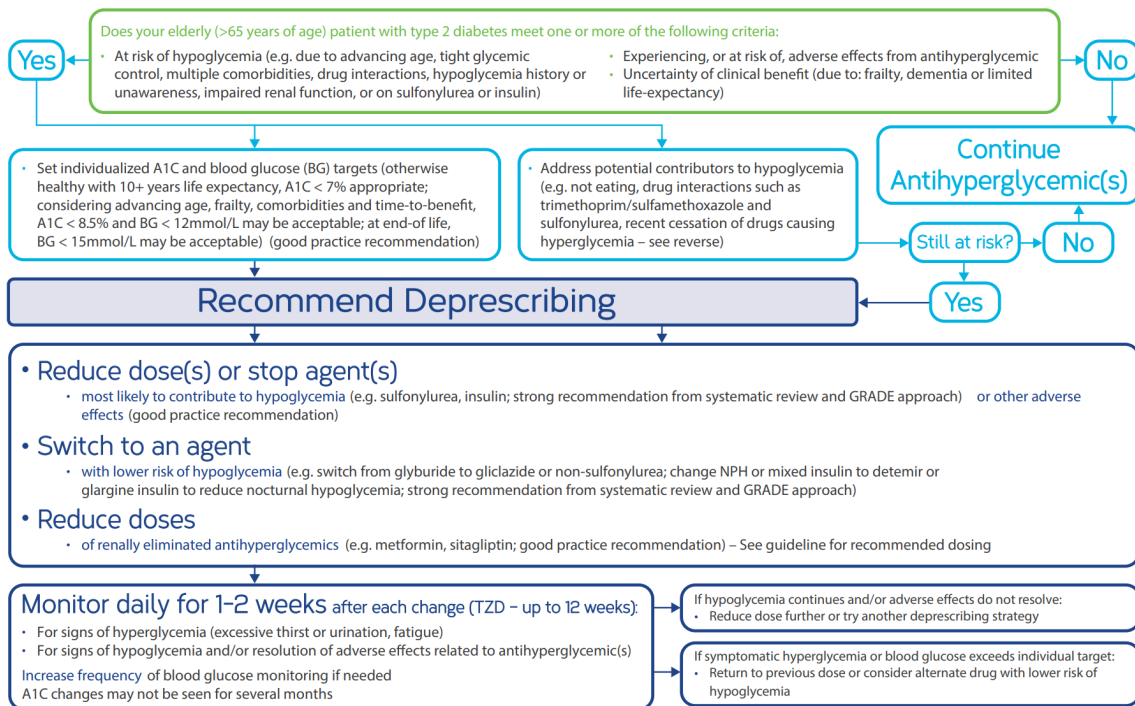 Does your elderly (>65 years of age) patient with type 2 diabetes meet one or more of the following criteria:
Yes
• At risk of hypoglycemia (e.g. due to advancing age, tight glycemic
control, multiple comorbidities, drug interactions, hypoglycemia history or
unawareness, impaired renal function, or on sulfonylurea or insulin)
• Experiencing, or at risk of, adverse effects from antihyperglycemic
• Uncertainty of clinical benefit (due to: frailty, dementia or limited
life-expectancy)
No
• Set individualized A1C and blood glucose (BG) targets (otherwise
healthy with 10+ years life expectancy, A1C < 7% appropriate;
considering advancing age, frailty, comorbidities and time-to-benefit,
A1C < 8.5% and BG < 12mmol/L may be acceptable; at end of life,
BG < 15mmol/L may be acceptable) (good practice recommendation)
• Address potential contributors to hypoglycemia
(e.g. not eating, drug interactions such as
trimethoprim/sulfamethoxazole and
sulfonylurea, recent cessation of drugs causing
hyperglycemia – see reverse)
Continue
Antihyperglycemic(s)
Still at risk?
No
Yes
Recommend Deprescribing
• Reduce dose(s) or stop agent(s)
• most likely to contribute to hypoglycemia (e.g. sulfonylurea, insulin; strong recommendation from systematic review and GRADE approach) or other adverse
effects (good practice recommendation)
• Switch to an agent
• with lower risk of hypoglycemia (e.g. switch from glyburide to gliclazide or non-sulfonylurea; change NPH or mixed insulin to detemir or
glargine insulin to reduce nocturnal hypoglycemia; strong recommendation from systematic review and GRADE approach)
• Reduce doses
• of renally eliminated antihyperglycemics (e.g. metformin, sitagliptin; good practice recommendation) – See guideline for recommended dosing
Monitor daily for 1-2 weeks after each change (TZD – up to 12 weeks):
• For signs of hyperglycemia (excessive thirst or urination, fatigue)
• For signs of hypoglycemia and/or resolution of adverse effects related to antihyperglycemic(s)
Increase frequency of blood glucose monitoring if needed
A1C changes may not be seen for several months
If hypoglycemia continues and/or adverse effects do not resolve:
• Reduce dose further or try another deprescribing strategy
If symptomatic hyperglycemia or blood glucose exceeds individual target:
• Return to previous dose or consider alternate drug with lower risk of
hypoglycemia